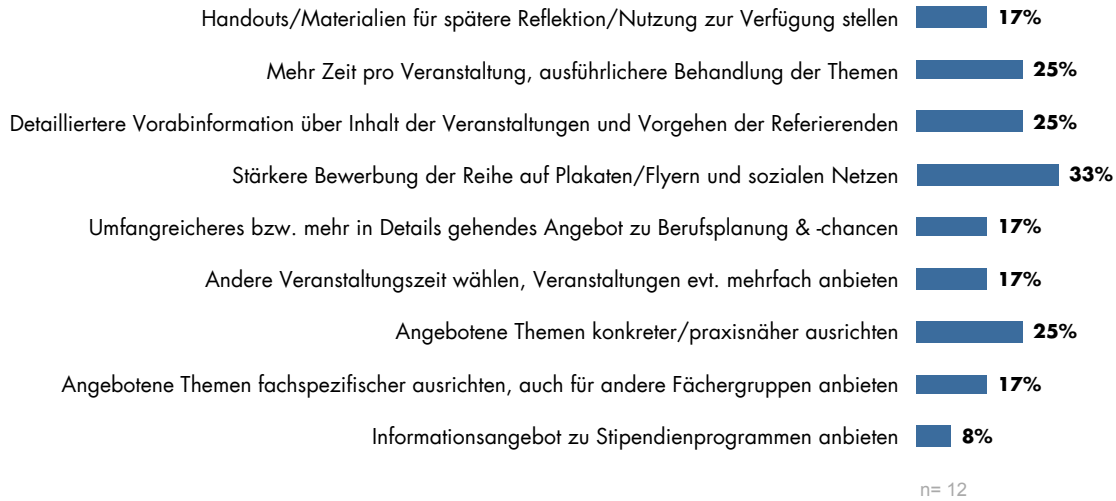 Handouts/Materialien für spätere Reflektion/Nutzung zur Verfügung stellen 17%
Mehr Zeit pro Veranstaltung, ausführlichere Behandlung der Themen 25%
Detailliertere Vorabinformation über Inhalt der Veranstaltungen und Vorgehen der Referierenden 25%
Stärkere Bewerbung der Reihe auf Plakaten/Flyern und sozialen Netzen 33%
Umfangreicheres bzw. mehr in Details gehendes Angebot zu Berufsplanung & -chancen 17%
Andere Veranstaltungszeit wählen, Veranstaltungen evt. mehrfach anbieten 17%
Angebotene Themen konkreter/praxisnäher ausrichten 25%
Angebotene Themen fachspezifischer ausrichten, auch für andere Fächergruppen anbieten 17%
Informationsangebot zu Stipendienprogrammen anbieten 8%
n= 12